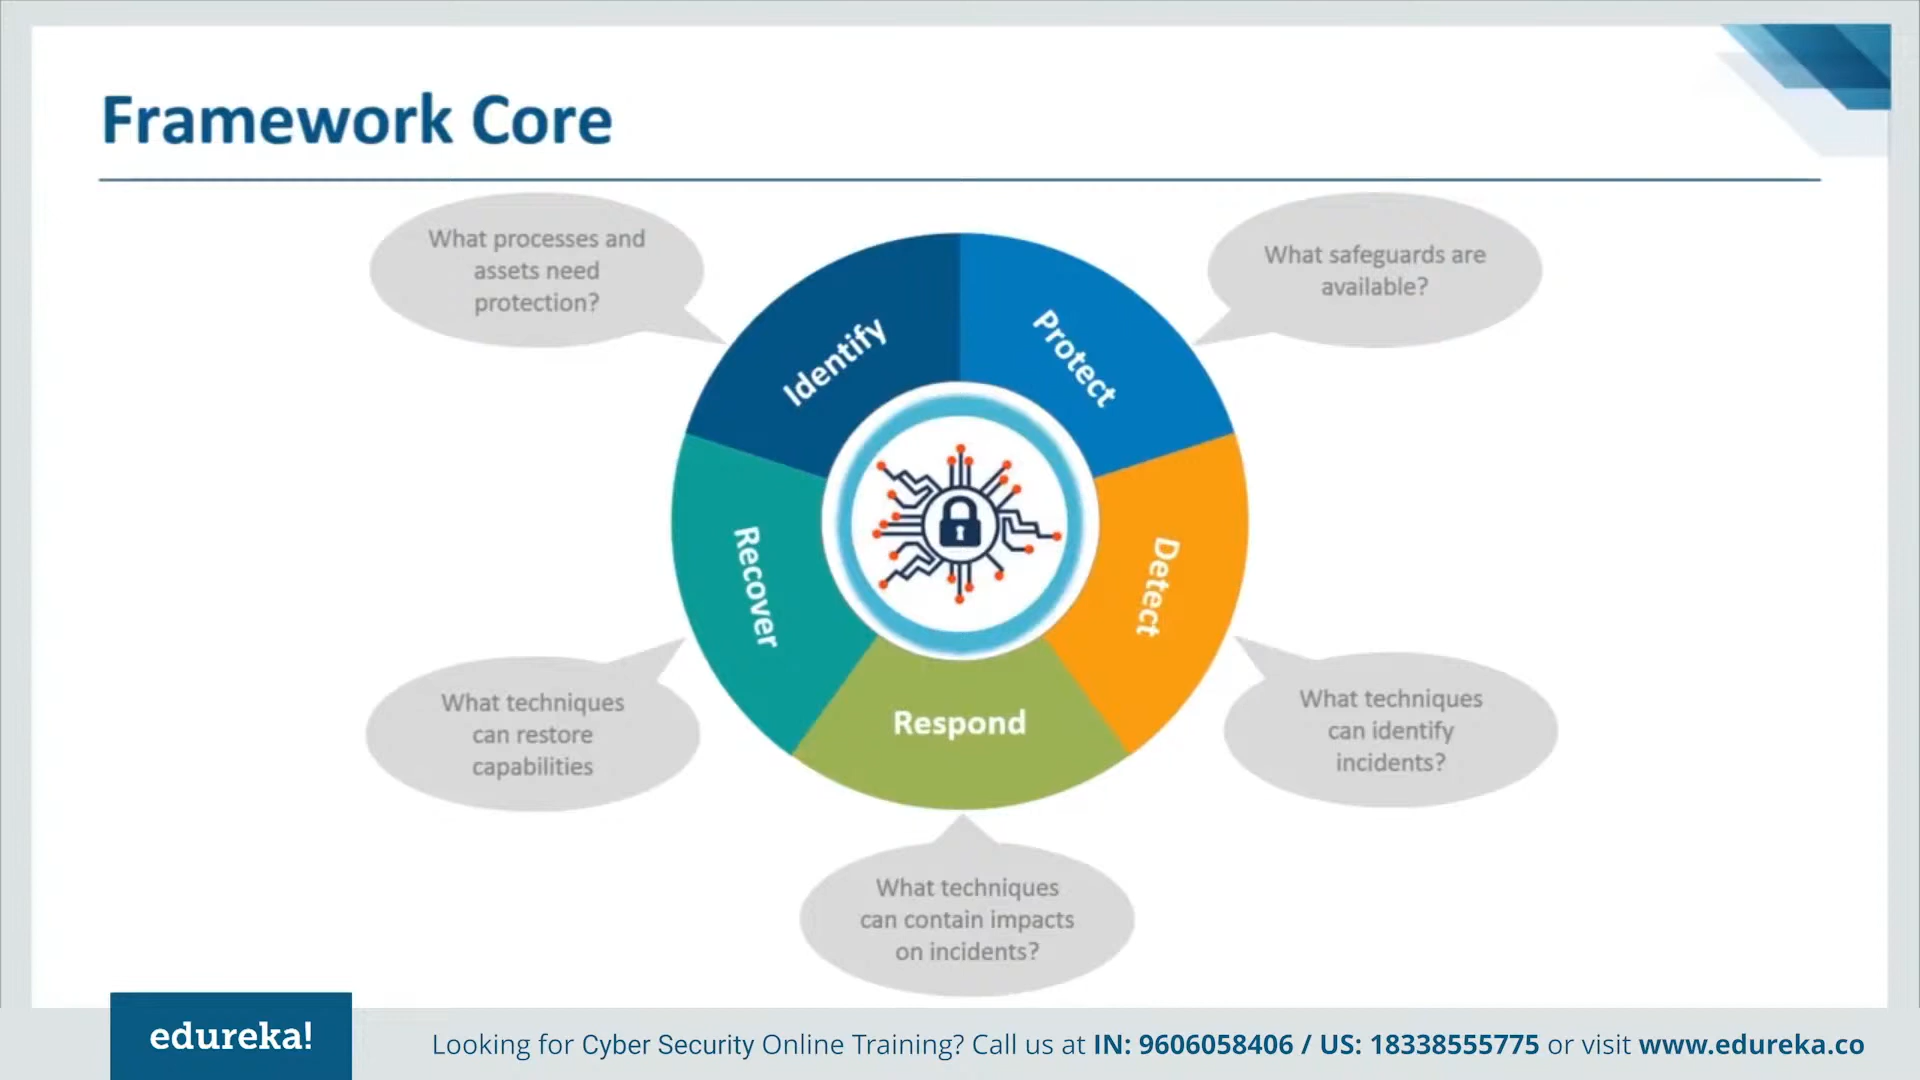 Framework Core
What processes and
assets need
protection?
What safeguards are
available?
Identify
Protect
Recover
Detect
Respond
What techniques
can restore
capabilities
What techniques
can identify
incidents?
What techniques
can contain impacts
on incidents?
edureka!
Looking for Cyber Security Online Training? Call us at IN: 9606058406 / US: 18338555775 or visit www.edureka.co